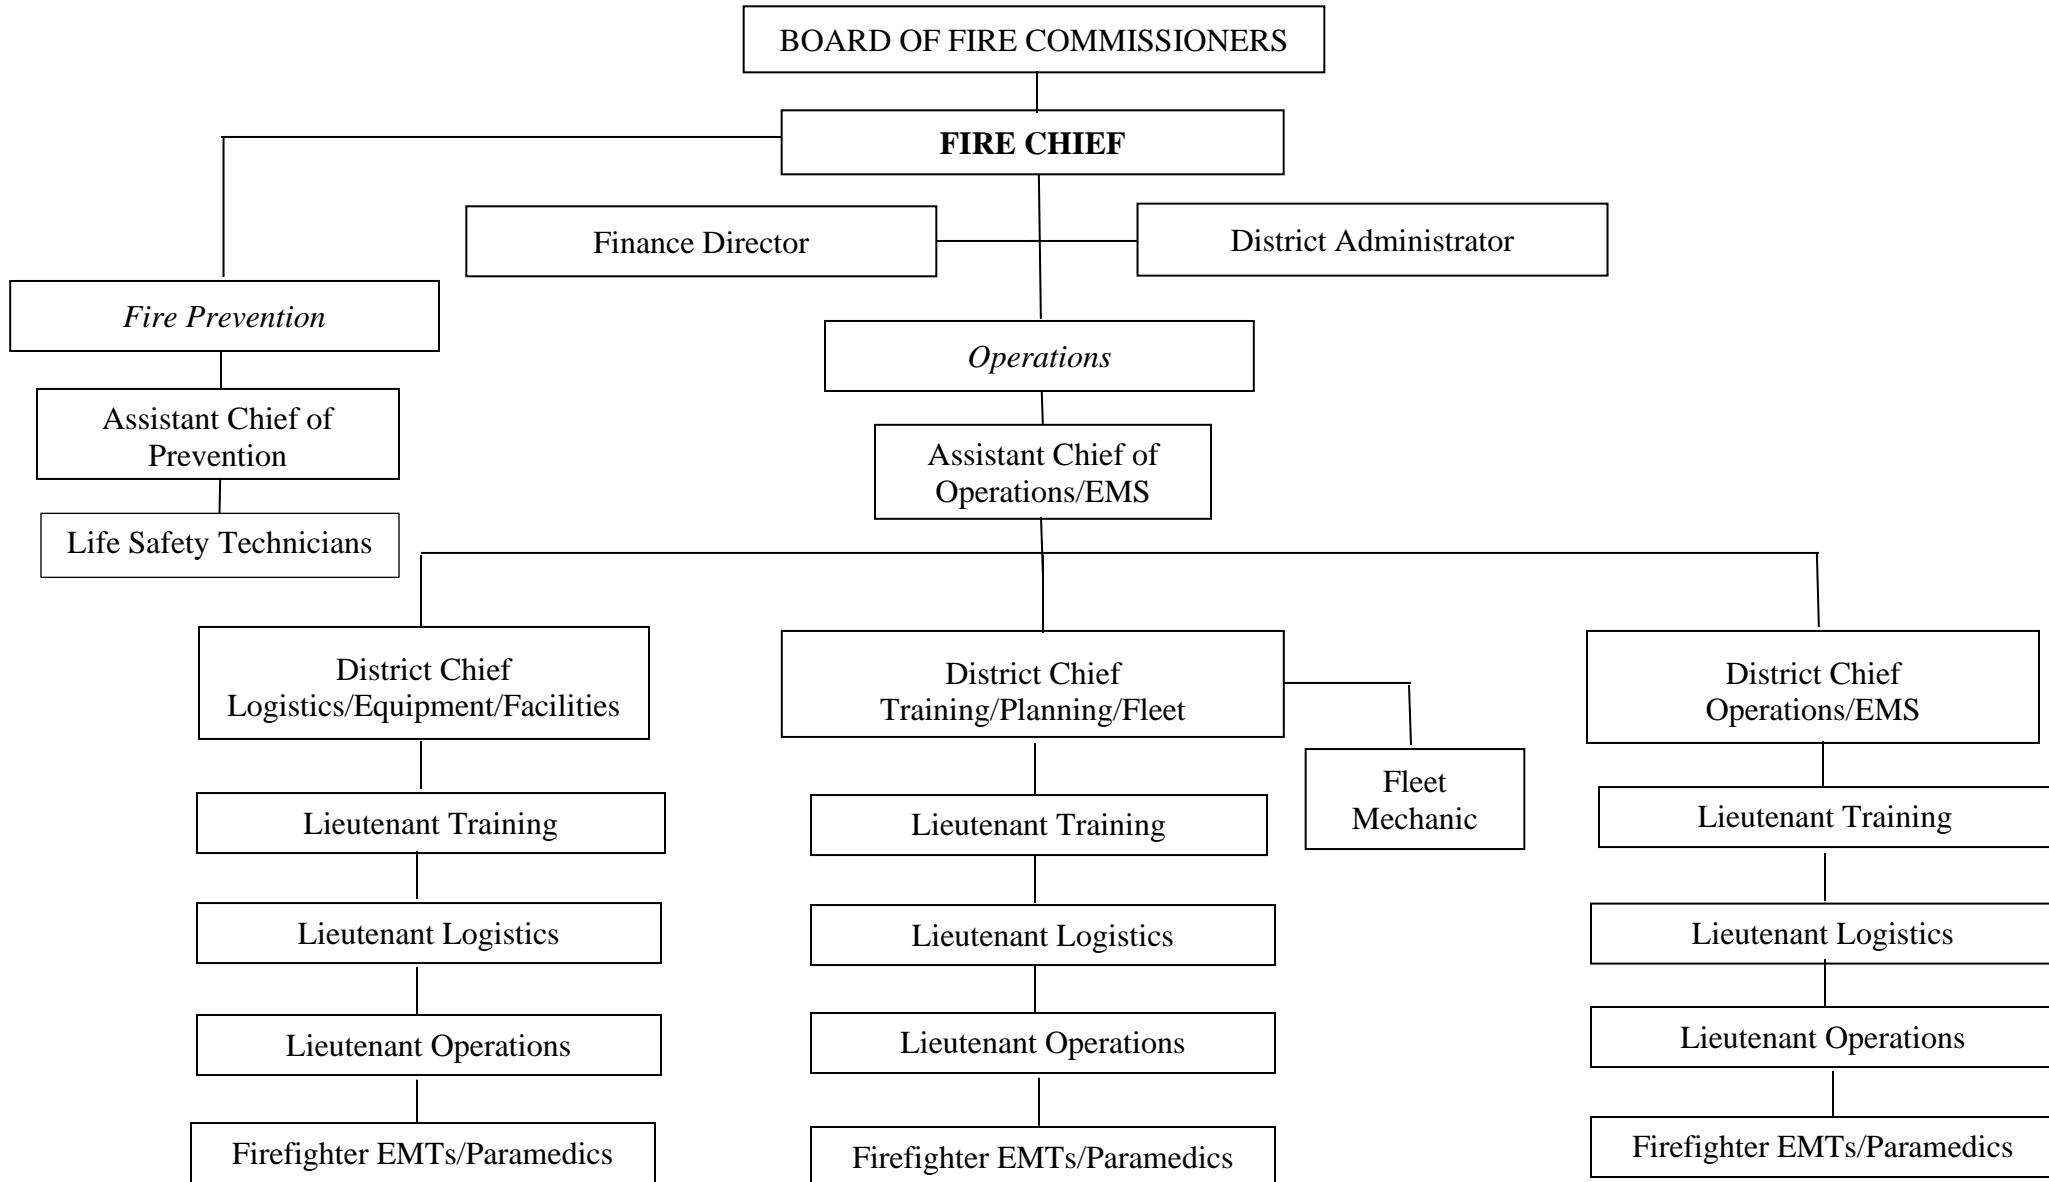 BOARD OF FIRE COMMISSIONERS
FIRE CHIEF
Finance Director
District Administrator
Fire Prevention
Operations
Assistant Chief of
Prevention
Assistant Chief of
Operations/EMS
Life Safety Technicians
District Chief
Logistics/Equipment/Facilities
District Chief
Training/Planning/Fleet
District Chief
Operations/EMS
Fleet
Mechanic
Lieutenant Training
Lieutenant Training
Lieutenant Training
Lieutenant Logistics
Lieutenant Logistics
Lieutenant Logistics
Lieutenant Operations
Lieutenant Operations
Lieutenant Operations
Firefighter EMTs/Paramedics
Firefighter EMTs/Paramedics
Firefighter EMTs/Paramedics